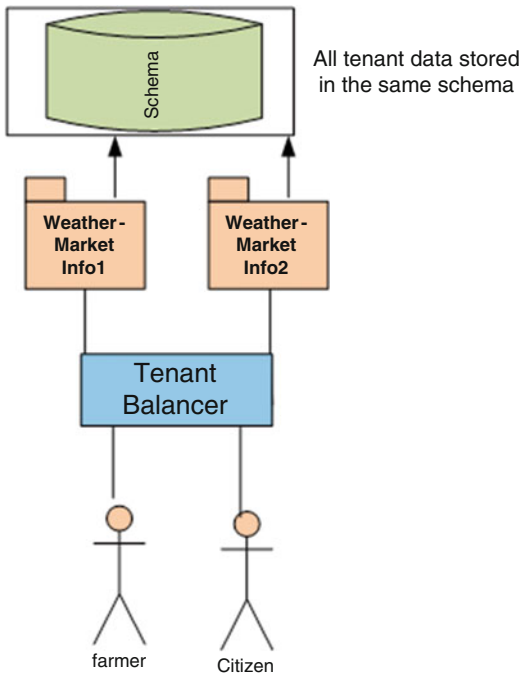 Schema
All tenant data stored
in the same schema
Weather-
Market
Info1
Weather-
Market
Info2
Tenant
Balancer
farmer
Citizen